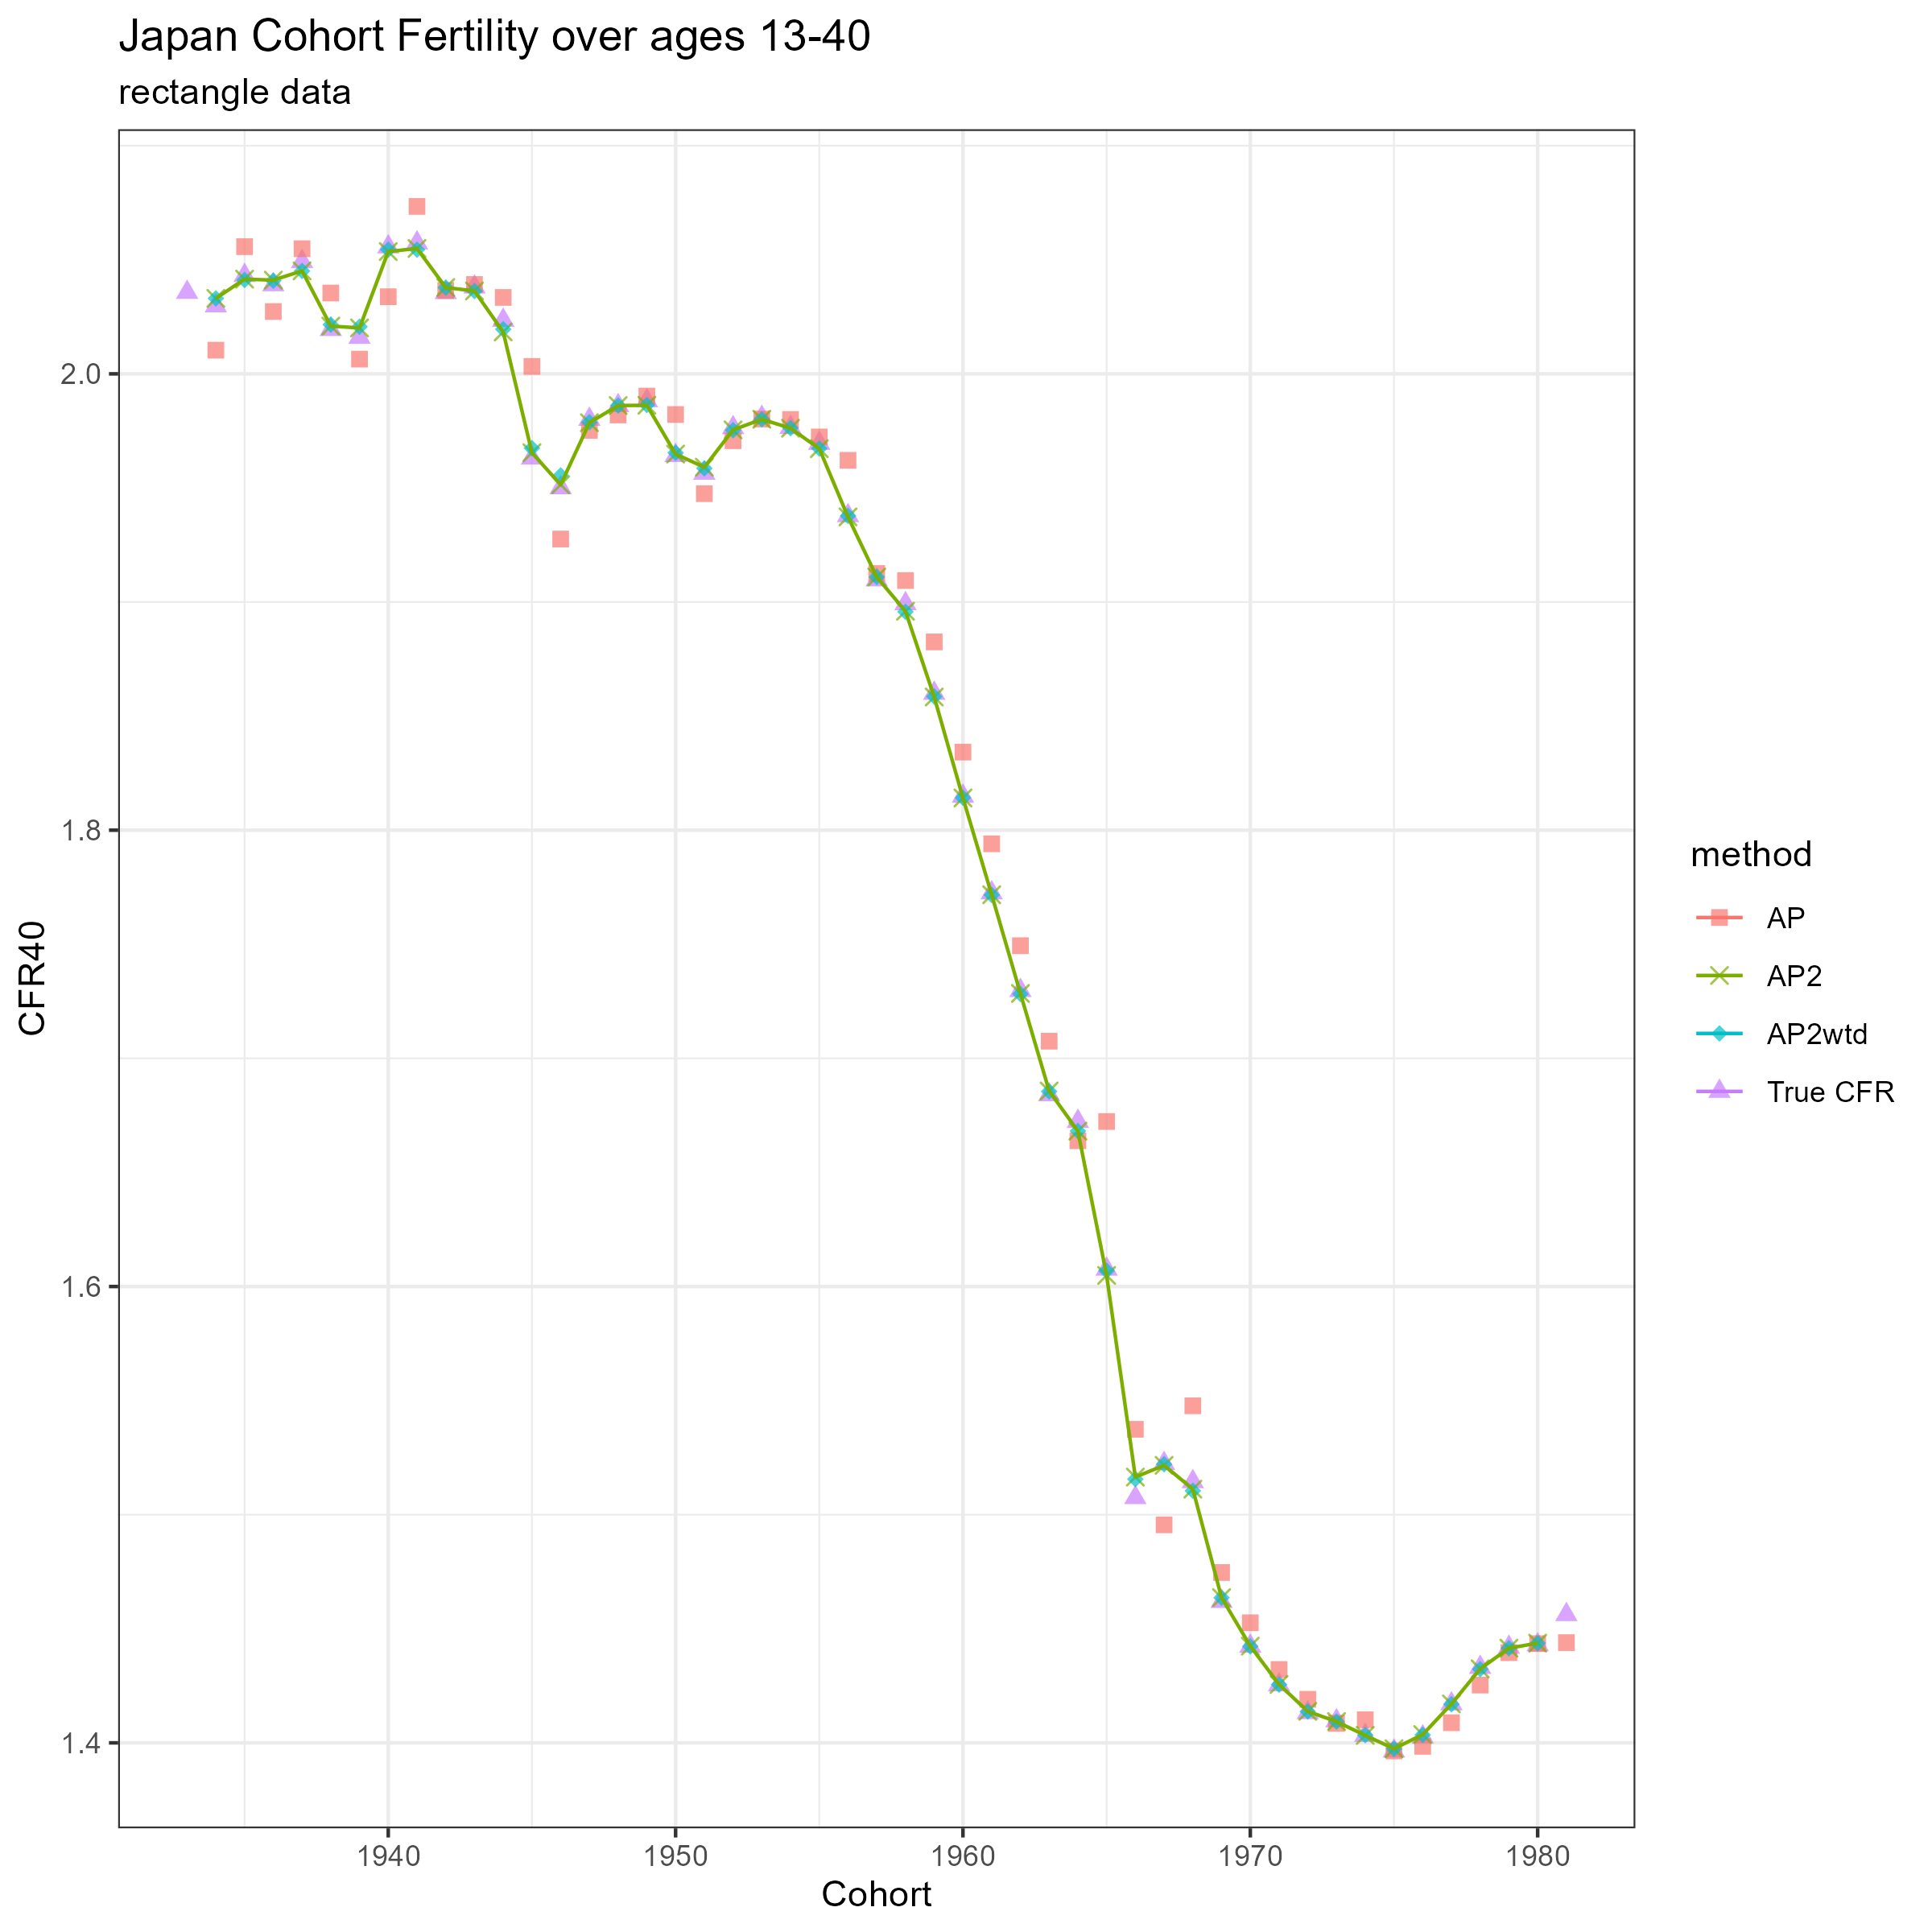 Japan Cohort Fertility over ages 13-40
rectangle data
CFR40
2.0
1.8
1.6
1.4
1940 1950 1960 1970 1980
Cohort
method
AP
AP2
AP2wtd
True CFR